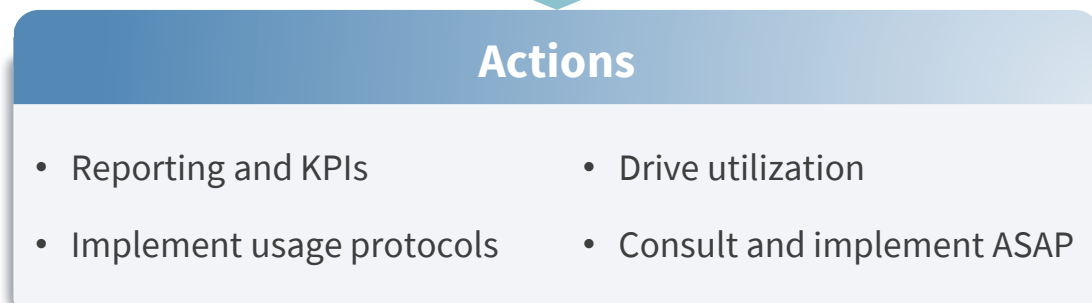 Actions
• Reporting and KPIs
• Implement usage protocols
• Drive utilization
• Consult and implement ASAP